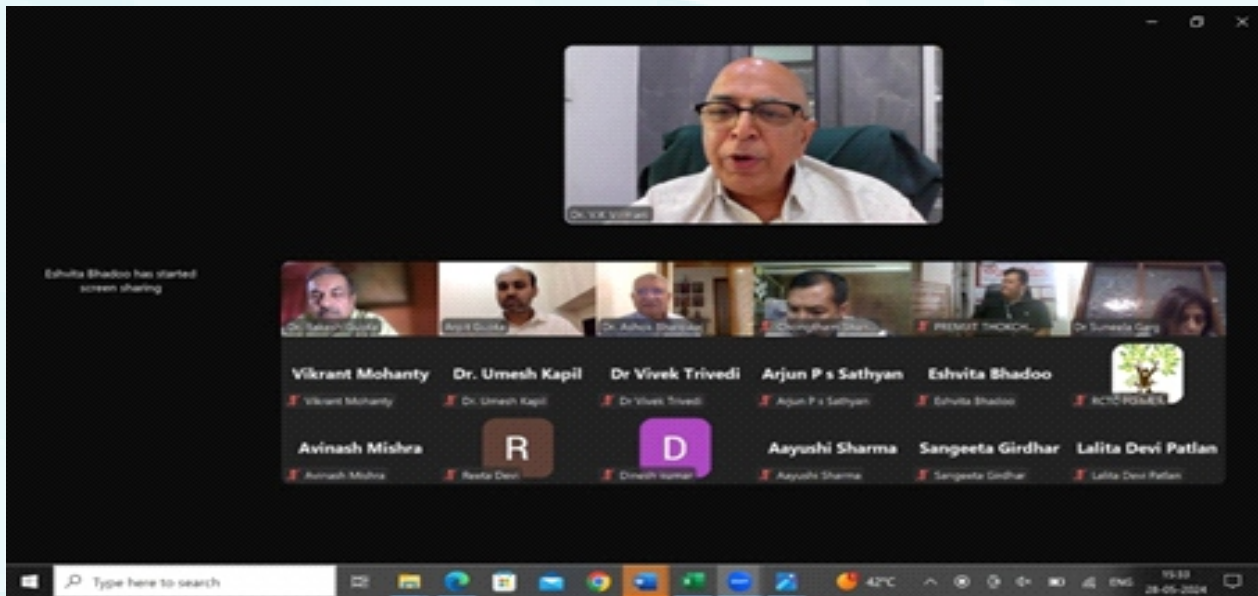 Dr. V.K
Eshvita Bhadoo has started
screen sharing
Dr. Rakesh Gupta
Arpit Gupta
Dr. Ashok
PREMJIT THOKCH...
Dr Suneela Garg
Vikrant Mohanty
Dr. Umesh Kapil
Dr Vivek Trivedi
Arjun P s Sathyan
Eshvita Bhadoo
Vikrant Mohanty
Dr. Umesh Kapil
Dr Vivek Trivedi
Arjun P s Sathyan
Eshvita Bhadoo
RCTC
Avinash Mishra
R
D
Aayushi Sharma
Sangeeta Girdhar
Lalita Devi Patlan
Avinash Mishra
Reeta Devi
Dinesh kumar
Aayushi Sharma
Sangeeta Girdhar
Lalita Devi Patlan
Type here to search
42°C
ENG
15:33
28-05-2024